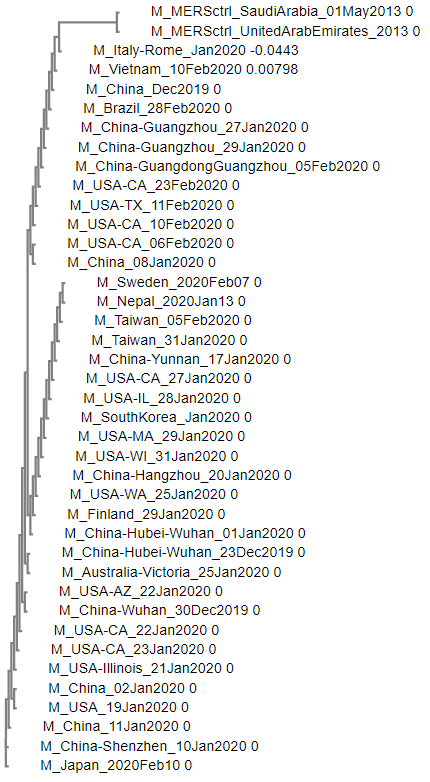 M_MERSctrl_SaudiArabia_01May2013 0
M_MERSctrl_UnitedArabEmirates_2013 0
M_Italy-Rome_Jan2020 -0.0443
M_Vietnam_10Feb2020 0.00798
M_China_Dec2019 0
M_Brazil_28Feb2020 0
M_China-Guangzhou_27Jan2020 0
M_China-Guangzhou_29Jan2020 0
M_China-GuangdongGuangzhou_05Feb2020 0
M_USA-CA_23Feb2020 0
M_USA-TX_11Feb2020 0
M_USA-CA_10Feb2020 0
M_USA-CA_06Feb2020 0
M_China_08Jan2020 0
M_Sweden_2020Feb07 0
M_Nepal_2020Jan13 0
M_Taiwan_05Feb2020 0
M_Taiwan_31Jan2020 0
M_China-Yunnan_17Jan2020 0
M_USA-CA_27Jan2020 0
M_USA-IL_28Jan2020 0
M_SouthKorea_Jan2020 0
M_USA-MA_29Jan2020 0
M_USA-WI_31Jan2020 0
M_China-Hangzhou_20Jan2020 0
M_USA-WA_25Jan2020 0
M_Finland_29Jan2020 0
M_China-Hubei-Wuhan_01Jan2020 0
M_China-Hubei-Wuhan_23Dec2019 0
M_Australia-Victoria_25Jan2020 0
M_USA-AZ_22Jan2020 0
M_China-Wuhan_30Dec2019 0
M_USA-CA_22Jan2020 0
M_USA-CA_23Jan2020 0
M_USA-Illinois_21Jan2020 0
M_China_02Jan2020 0
M_USA_19Jan2020 0
M_China_11Jan2020 0
M_China-Shenzhen_10Jan2020 0
M_Japan_2020Feb10 0